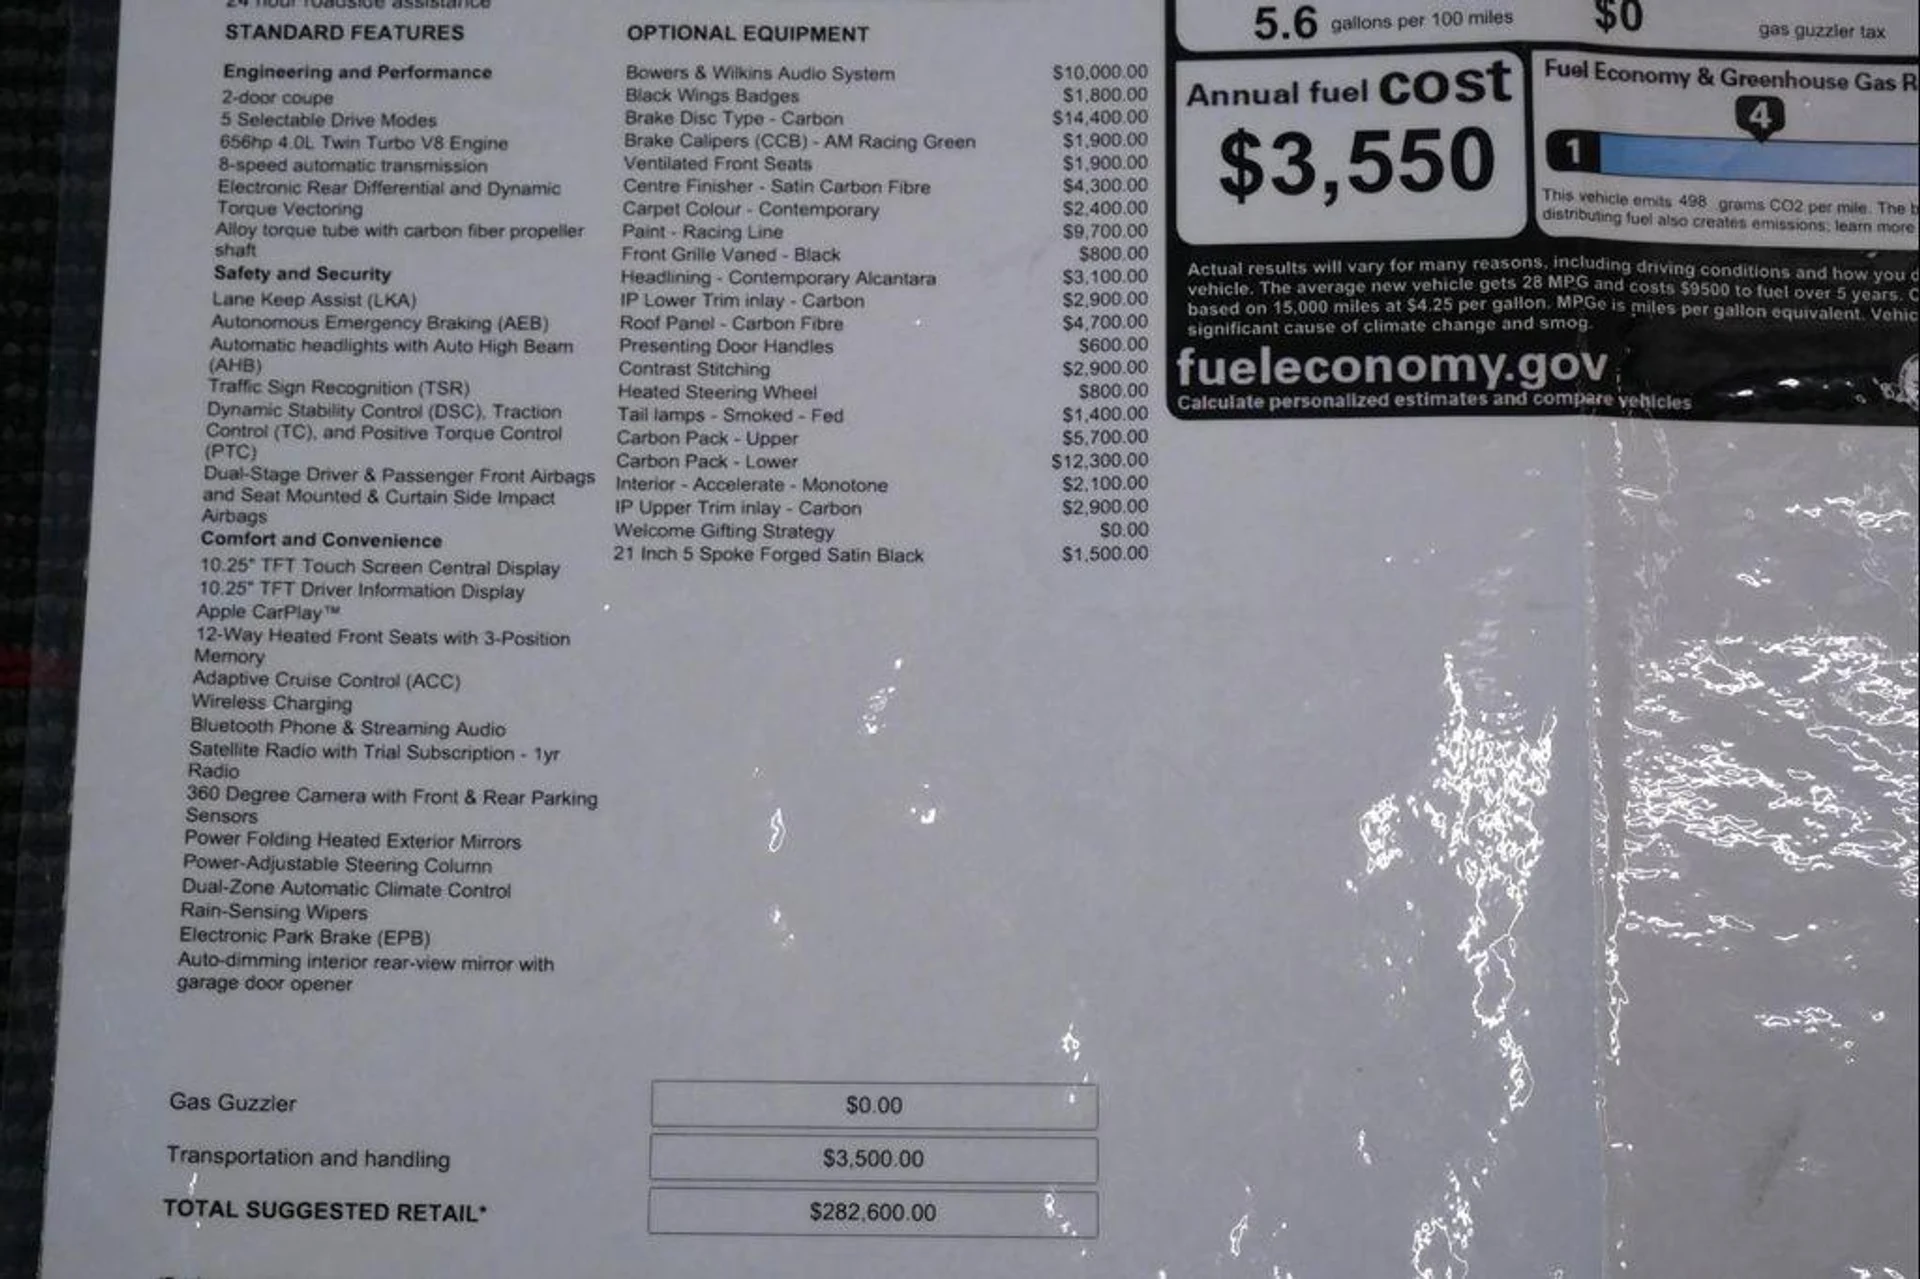 24 hour roadside assistance
STANDARD FEATURES
Engineering and Performance
2-door coupe
5 Selectable Drive Modes
656hp 4.0L Twin Turbo V8 Engine
8-speed automatic transmission
Electronic Rear Differential and Dynamic
Torque Vectoring
Alloy torque tube with carbon fiber propeller
shaft
Safety and Security
Lane Keep Assist (LKA)
Autonomous Emergency Braking (AEB)
Automatic headlights with Auto High Beam
(AHB)
Traffic Sign Recognition (TSR)
Dynamic Stability Control (DSC), Traction
Control (TC), and Positive Torque Control
(PTC)
Dual-Stage Driver & Passenger Front Airbags
and Seat Mounted & Curtain Side Impact
Airbags
Comfort and Convenience
10.25" TFT Touch Screen Central Display
10.25" TFT Driver Information Display
Apple CarPlay™
12-Way Heated Front Seats with 3-Position
Memory
Adaptive Cruise Control (ACC)
Wireless Charging
Bluetooth Phone & Streaming Audio
Satellite Radio with Trial Subscription - 1yr
Radio
360 Degree Camera with Front & Rear Parking
Sensors
Power Folding Heated Exterior Mirrors
Power-Adjustable Steering Column
Dual-Zone Automatic Climate Control
Rain-Sensing Wipers
Electronic Park Brake (EPB)
Auto-dimming interior rear-view mirror with
garage door opener
OPTIONAL EQUIPMENT
Bowers & Wilkins Audio System $10,000.00
Black Wings Badges $1,800.00
Brake Disc Type - Carbon $14,400.00
Brake Calipers (CCB) - AM Racing Green $1,900.00
Ventilated Front Seats $1,900.00
Centre Finisher - Satin Carbon Fibre $4,300.00
Carpet Colour - Contemporary $2,400.00
Paint - Racing Line $9,700.00
Front Grille Vaned - Black $800.00
Headlining - Contemporary Alcantara $3,100.00
IP Lower Trim inlay - Carbon $2,900.00
Roof Panel - Carbon Fibre $4,700.00
Presenting Door Handles $600.00
Contrast Stitching $2,900.00
Heated Steering Wheel $800.00
Tail lamps - Smoked - Fed $1,400.00
Carbon Pack - Upper $5,700.00
Carbon Pack - Lower $12,300.00
Interior - Accelerate - Monotone $2,100.00
IP Upper Trim inlay - Carbon $2,900.00
Welcome Gifting Strategy $0.00
21 Inch 5 Spoke Forged Satin Black $1,500.00
5.6 gallons per 100 miles
$0
gas guzzler tax
Annual fuel cost
$3,550
Fuel Economy & Greenhouse Gas R
4
1
This vehicle emits 498 grams CO2 per mile. The b
distributing fuel also creates emissions; learn more
Actual results will vary for many reasons, including driving conditions and how you d
vehicle. The average new vehicle gets 28 MPG and costs $9500 to fuel over 5 years. C
based on 15,000 miles at $4.25 per gallon. MPGe is miles per gallon equivalent. Vehic
significant cause of climate change and smog.
fueleconomy.gov
Calculate personalized estimates and compare vehicles
Gas Guzzler $0.00
Transportation and handling $3,500.00
TOTAL SUGGESTED RETAIL* $282,600.00